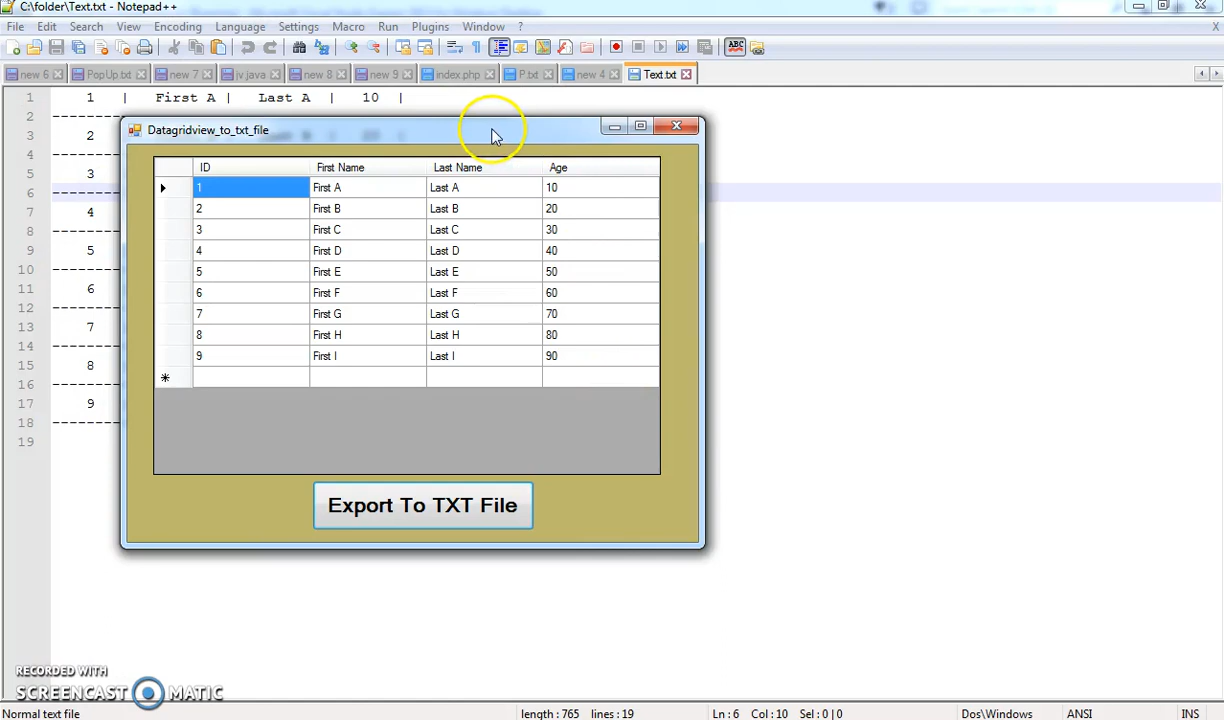 C:\folder\Text.txt - Notepad++
File Edit Search View Encoding Language Settings Macro Run Plugins Window ? X
ABC
new 6 PopUp.txt new 7 jv java new 8 new 9 index.php P.txt new 4 Text.txt
1 1 | First A | Last A | 10 |
2 ------
3 2
4 ------
5 3
6 ------
7 4
8 ------
9 5
10 ------
11 6
12 ------
13 7
14 ------
15 8
16 ------
17 9
18 ------
19
Datagridview_to_txt_file
ID First Name Last Name Age
1 First A Last A 10
2 First B Last B 20
3 First C Last C 30
4 First D Last D 40
5 First E Last E 50
6 First F Last F 60
7 First G Last G 70
8 First H Last H 80
9 First I Last I 90
Export To TXT File
RECORDED WITH
SCREENCAST MATIC
Normal text file length : 765 lines : 19 Ln : 6 Col : 10 Sel : 0 | 0 Dos\Windows ANSI INS